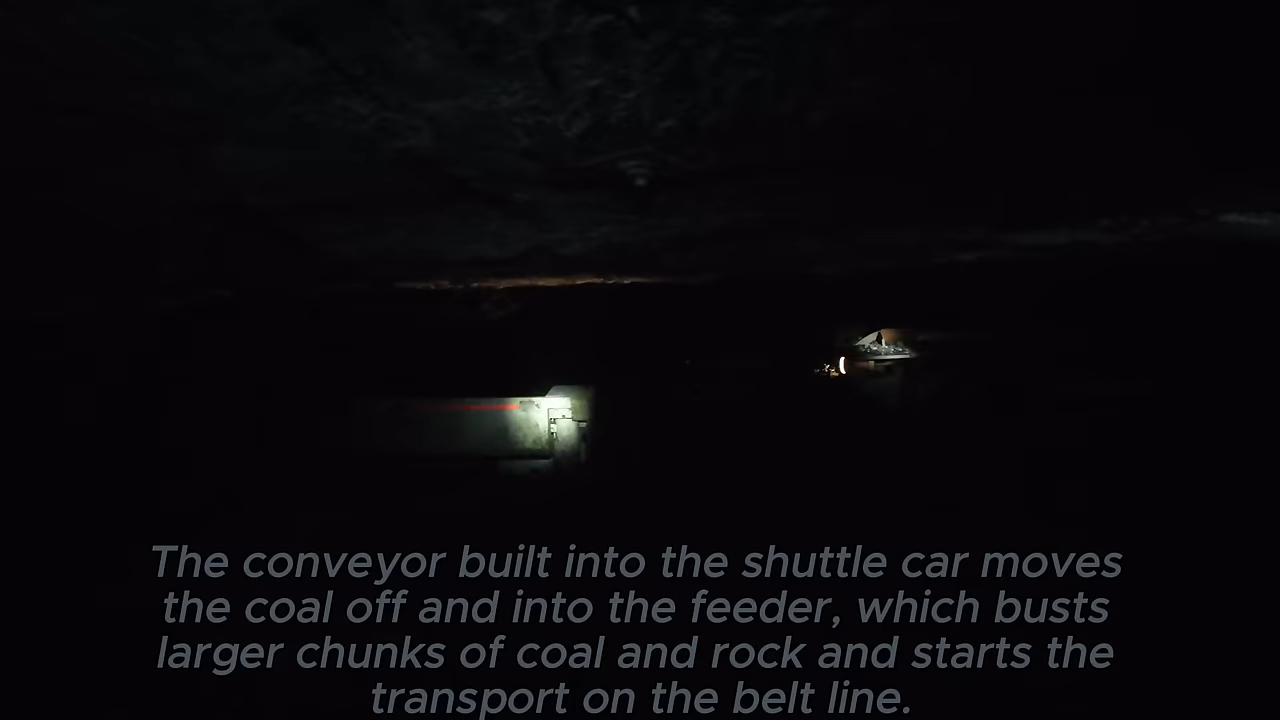 The conveyor built into the shuttle car moves
the coal off and into the feeder, which busts
larger chunks of coal and rock and starts the
transport on the belt line.